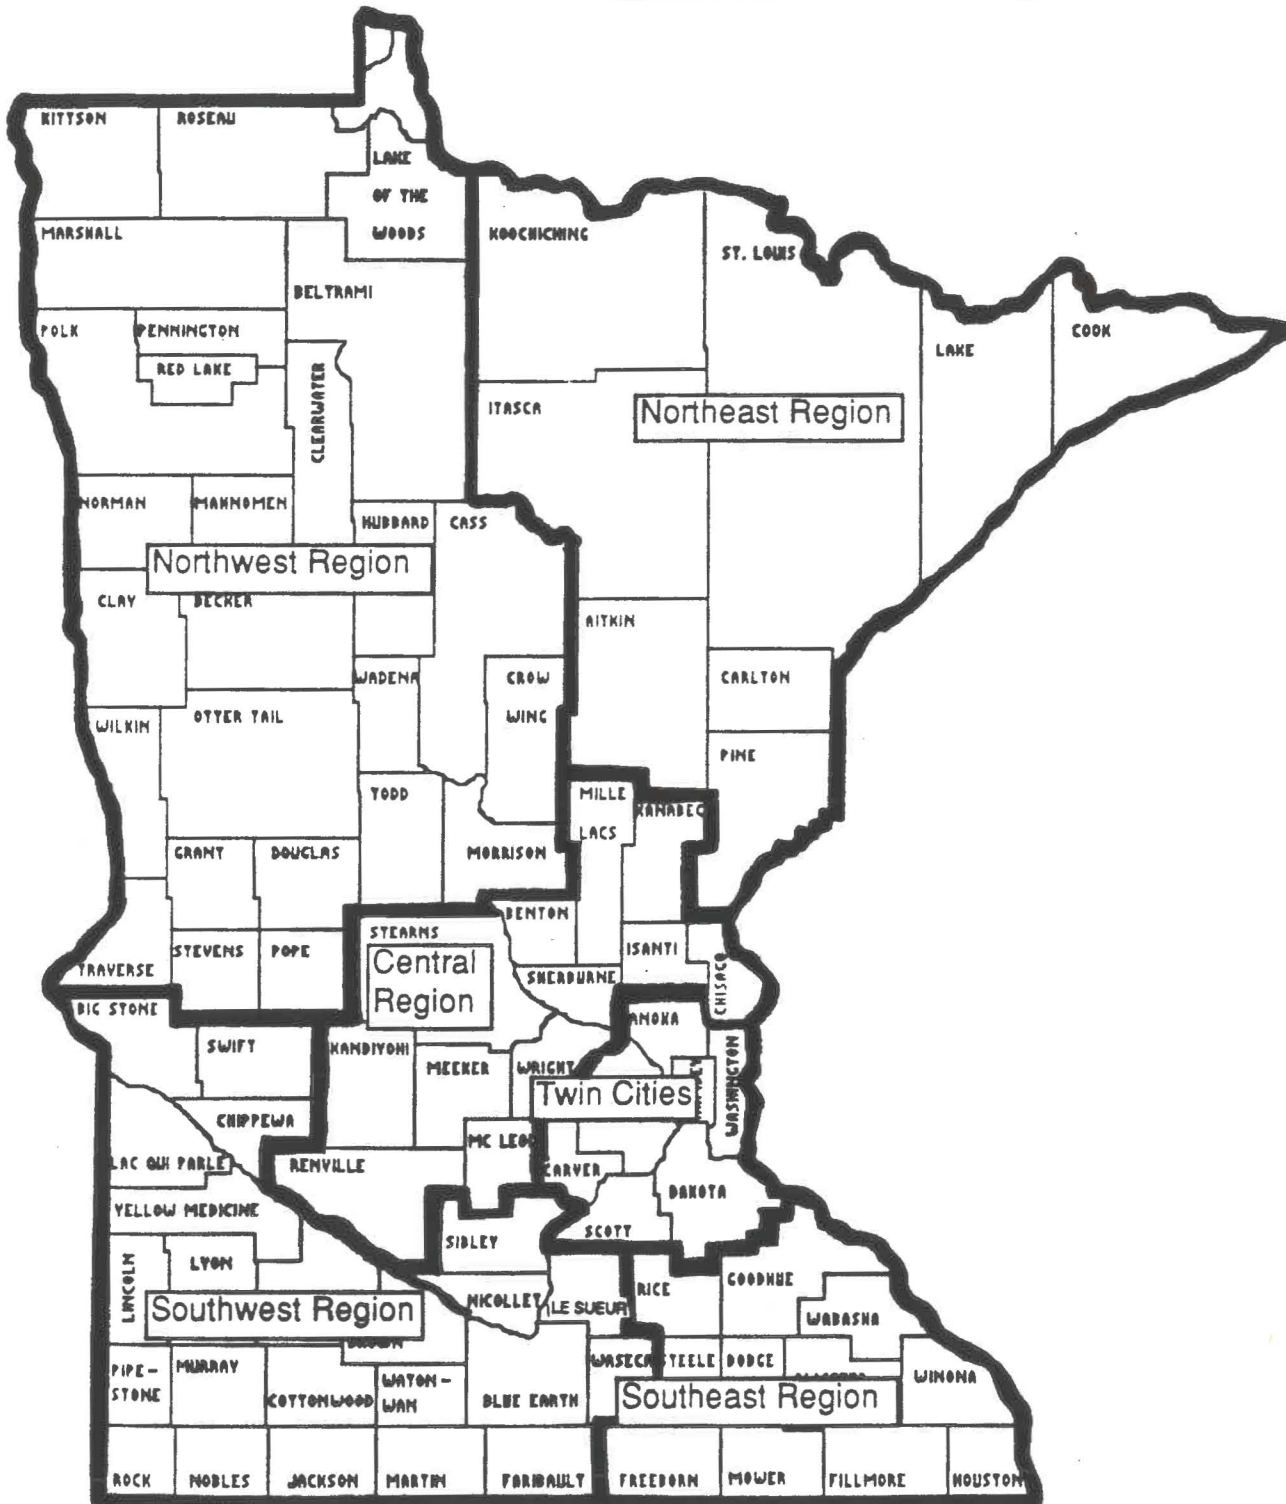 KITTSON
ROSEAU
LAKE
OF THE
WOODS
MARSHALL
KOOCHICHING
ST. LOUIS
BELTRAMI
POLK
PENNINGTON
RED LAKE
CLEARWATER
LAKE
COOK
ITASCA
Northeast Region
NORMAN
MAHNOMEN
HUBBARD
CASS
Northwest Region
CLAY
BECKER
AITKIN
WADENA
CROW
WING
CARLTON
WILKIN
OTTER TAIL
PINE
TODD
MILLE
LACS
KANABEC
GRANT
DOUGLAS
MORRISON
BENTON
STEARNS
STEVENS
POPE
ISANTI
TRAVERSE
Central
Region
SHERBURNE
CHISAGO
BIG STONE
ANOKA
SWIFT
KANDIYOHI
MEEKER
WRIGHT
WASHINGTON
Twin Cities
CHIPPEWA
MC LEOD
LAC QUI PARLE
RENVILLE
CARVER
DAKOTA
YELLOW MEDICINE
SCOTT
SIBLEY
LINCOLN
LYON
RICE
GOODHUE
NICOLLET
LE SUEUR
Southwest Region
WABASHA
PIPE-
STONE
MURRAY
COTTONWOOD
WATON-
WAN
BLUE EARTH
WASECA
STEELE
DODGE
WINONA
Southeast Region
ROCK
NOBLES
JACKSON
MARTIN
FARIBAULT
FREEBORN
MOWER
FILLMORE
HOUSTON